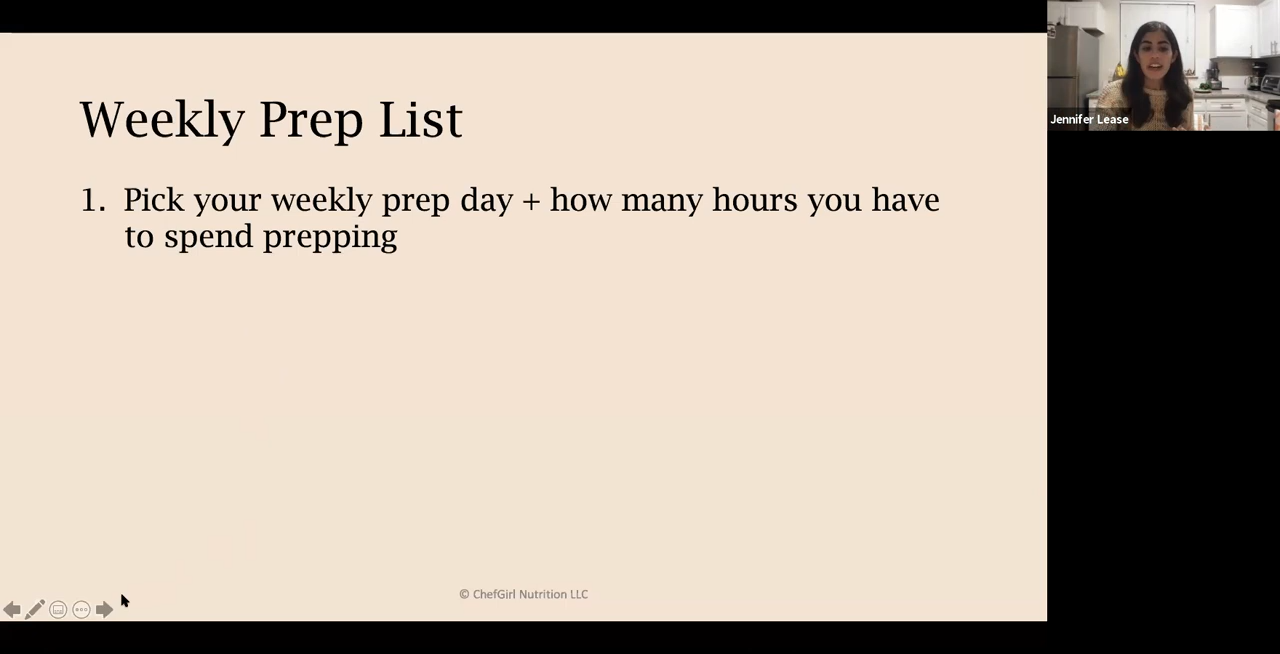 Weekly Prep List
1. Pick your weekly prep day + how many hours you have
to spend prepping
© ChefGirl Nutrition LLC
Jennifer Lease